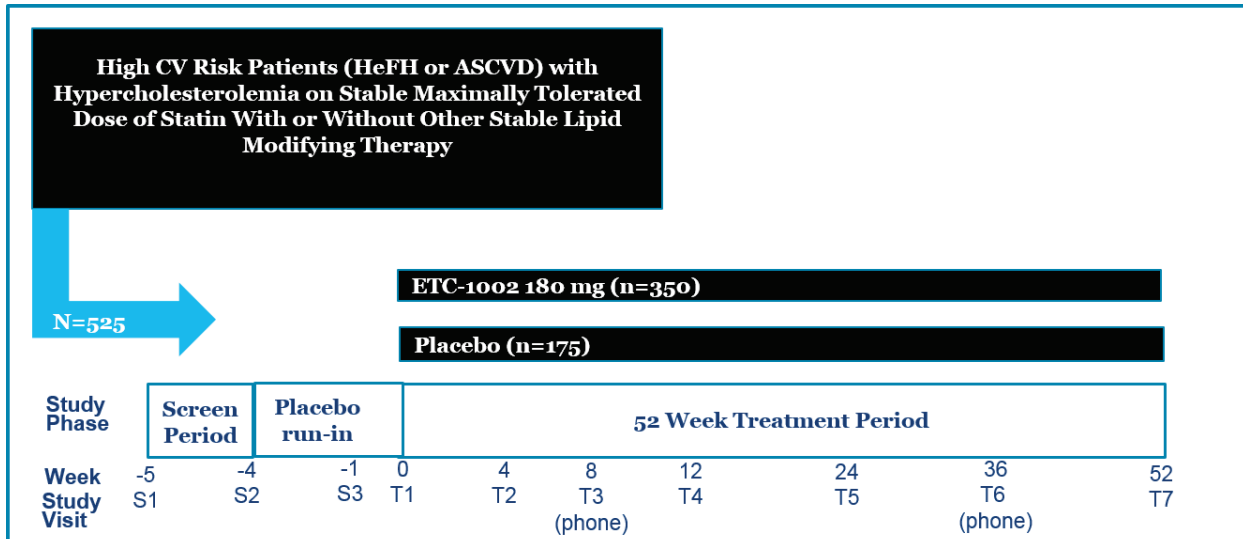 High CV Risk Patients (HeFH or ASCVD) with
Hypercholesterolemia on Stable Maximally Tolerated
Dose of Statin With or Without Other Stable Lipid
Modifying Therapy
ETC-1002 180 mg (n=350)
N=525
Placebo (n=175)
Study
Phase
Screen
Period
Placebo
run-in
52 Week Treatment Period
Week -5 -4 -1 0 4 8 12 24 36 52
Study
Visit
S1 S2 S3 T1 T2 T3 T4 T5 T6 T7
(phone) (phone)